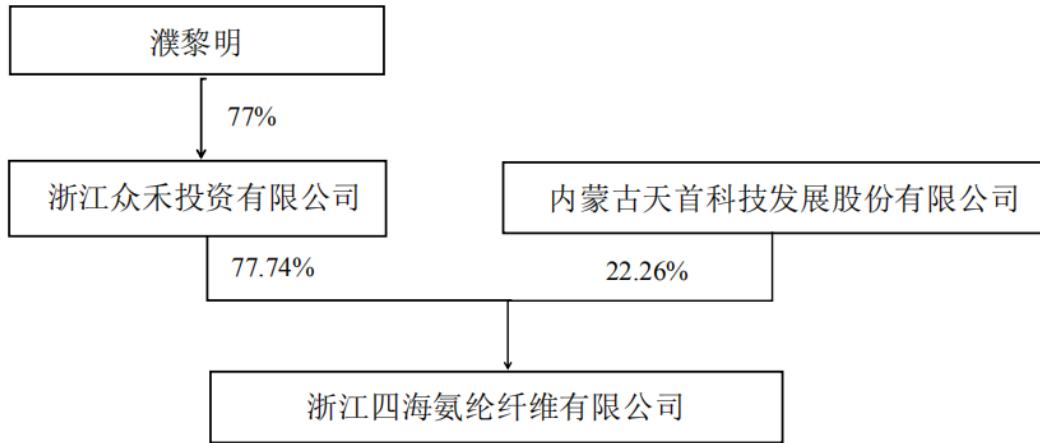 濮黎明
77%
浙江众禾投资有限公司
内蒙古天首科技发展股份有限公司
77.74%
22.26%
浙江四海氨纶纤维有限公司